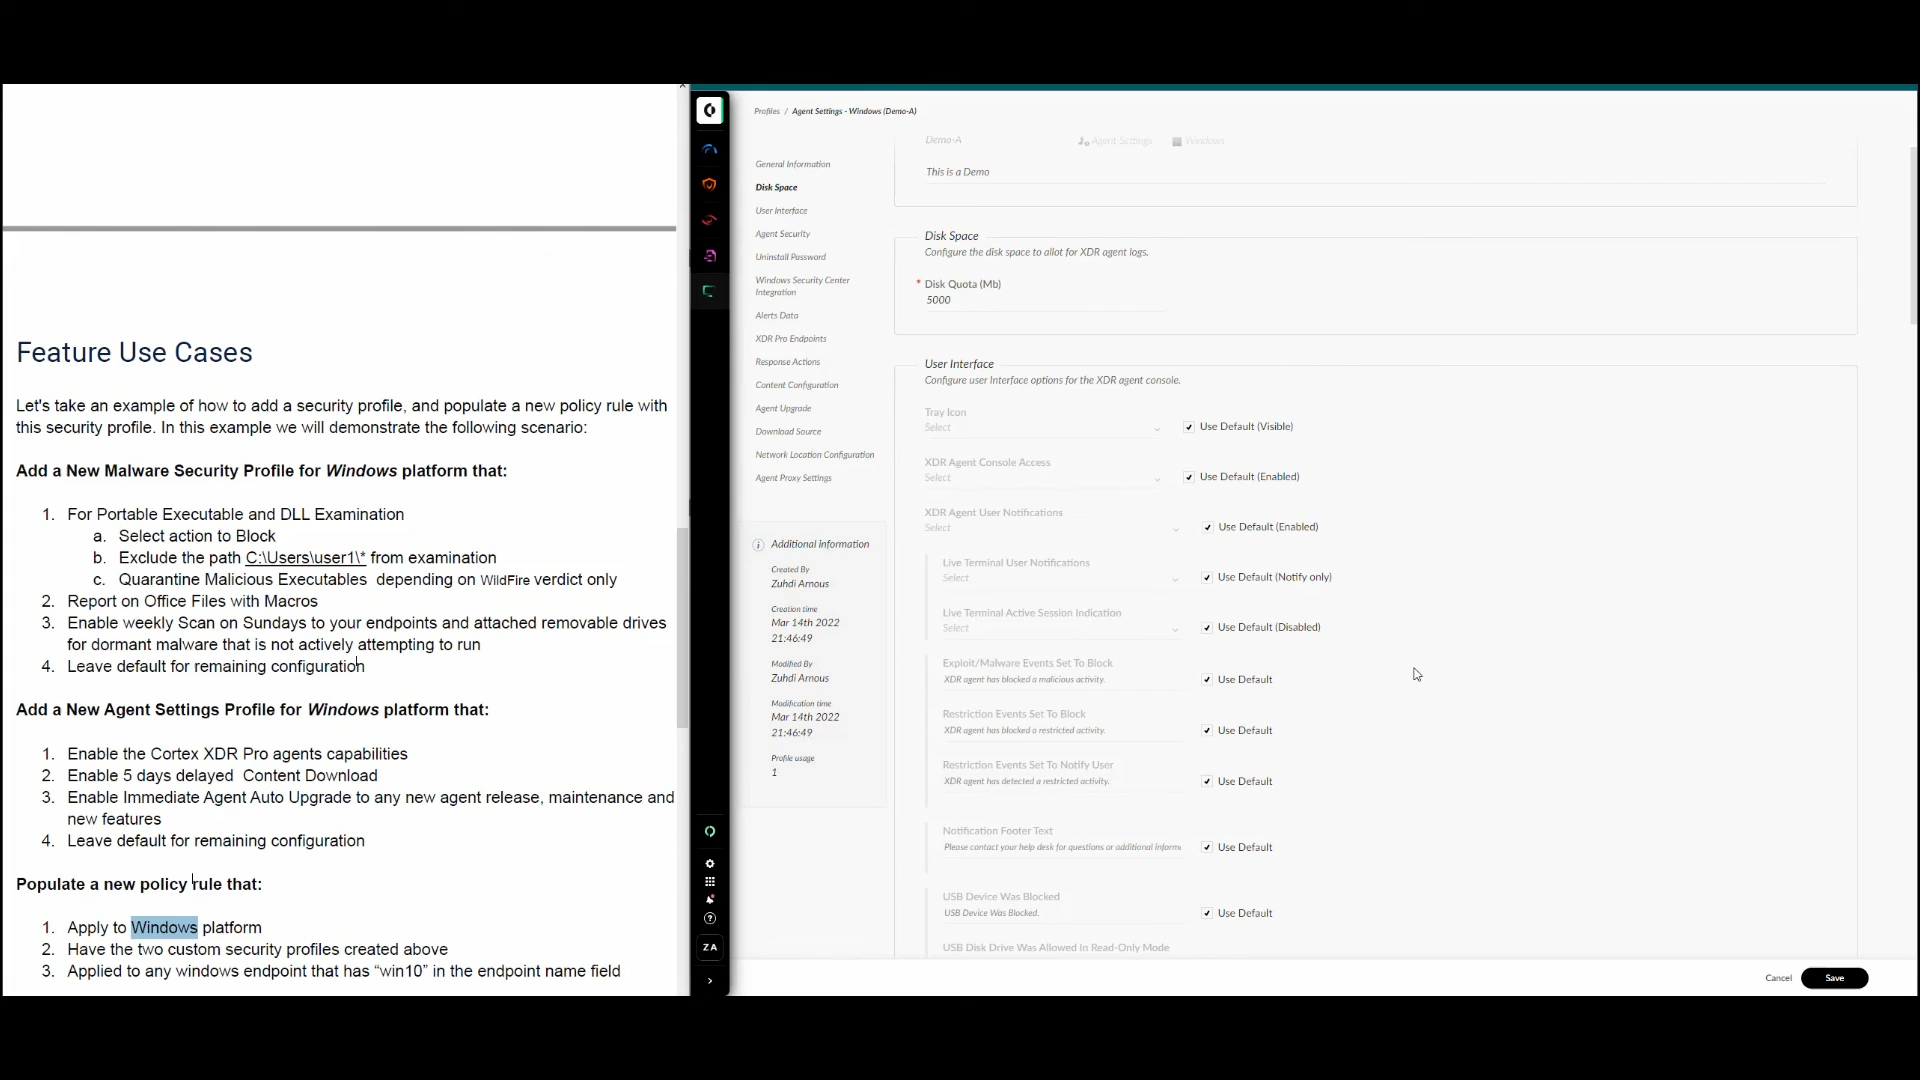 Feature Use Cases
Let's take an example of how to add a security profile, and populate a new policy rule with
this security profile. In this example we will demonstrate the following scenario:
Add a New Malware Security Profile for Windows platform that:
1. For Portable Executable and DLL Examination
a. Select action to Block
b. Exclude the path C:\Users\user1\* from examination
c. Quarantine Malicious Executables depending on WildFire verdict only
2. Report on Office Files with Macros
3. Enable weekly Scan on Sundays to your endpoints and attached removable drives
for dormant malware that is not actively attempting to run
4. Leave default for remaining configuration
Add a New Agent Settings Profile for Windows platform that:
1. Enable the Cortex XDR Pro agents capabilities
2. Enable 5 days delayed Content Download
3. Enable Immediate Agent Auto Upgrade to any new agent release, maintenance and
new features
4. Leave default for remaining configuration
Populate a new policy rule that:
1. Apply to Windows platform
2. Have the two custom security profiles created above
3. Applied to any windows endpoint that has “win10” in the endpoint name field
ZA
Profiles / Agent Settings - Windows (Demo-A)
General Information
Disk Space
User Interface
Agent Security
Uninstall Password
Windows Security Center
Integration
Alerts Data
XDR Pro Endpoints
Response Actions
Content Configuration
Agent Upgrade
Download Source
Network Location Configuration
Agent Proxy Settings
Additional information
Created By
Zuhdi Arnous
Creation time
Mar 14th 2022
21:46:49
Modified By
Zuhdi Arnous
Modification time
Mar 14th 2022
21:46:49
Profile usage
1
Demo-A Agent Settings Windows
This is a Demo
Disk Space
Configure the disk space to allot for XDR agent logs.
* Disk Quota (Mb)
5000
User Interface
Configure user interface options for the XDR agent console.
Tray Icon
Select
Use Default (Visible)
XDR Agent Console Access
Select
Use Default (Enabled)
XDR Agent User Notifications
Select
Use Default (Enabled)
Live Terminal User Notifications
Select
Use Default (Notify only)
Live Terminal Active Session Indication
Select
Use Default (Disabled)
Exploit/Malware Events Set To Block
XDR agent has blocked a malicious activity.
Use Default
Restriction Events Set To Block
XDR agent has blocked a restricted activity.
Use Default
Restriction Events Set To Notify User
XDR agent has detected a restricted activity.
Use Default
Notification Footer Text
Please contact your help desk for questions or additional inform
Use Default
USB Device Was Blocked
USB Device Was Blocked.
Use Default
USB Disk Drive Was Allowed In Read-Only Mode
Cancel
Save